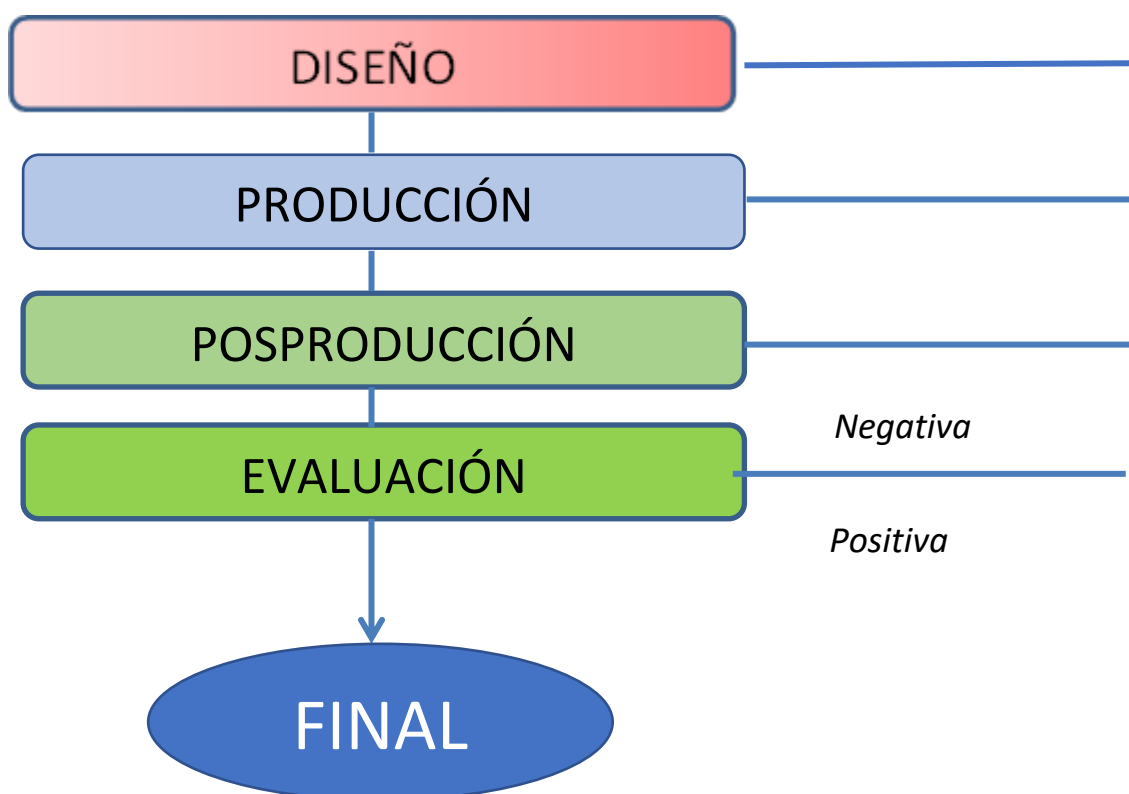 DISEÑO
PRODUCCIÓN
POSPRODUCCIÓN
Negativa
EVALUACIÓN
Positiva
FINAL